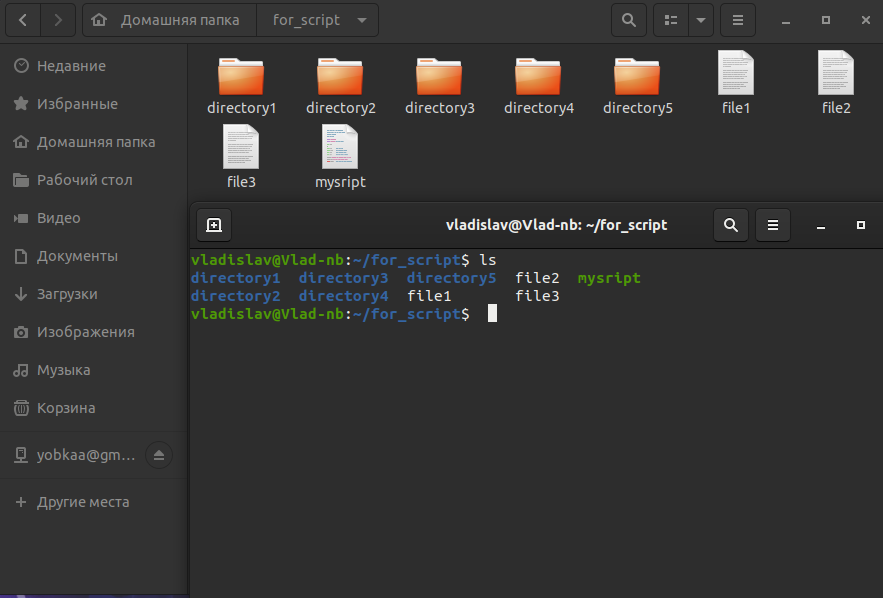 Домашняя папка for_script
Недавние
Избранные
Домашняя папка
Рабочий стол
Видео
Документы
Загрузки
Изображения
Музыка
Корзина
yobkaa@gm...
Другие места
directory1 directory2 directory3 directory4 directory5 file1 file2
file3 mysript
vladislav@Vlad-nb: ~/for_script
vladislav@Vlad-nb:~/for_script$ ls
directory1 directory3 directory5 file2 mysript
directory2 directory4 file1 file3
vladislav@Vlad-nb:~/for_script$